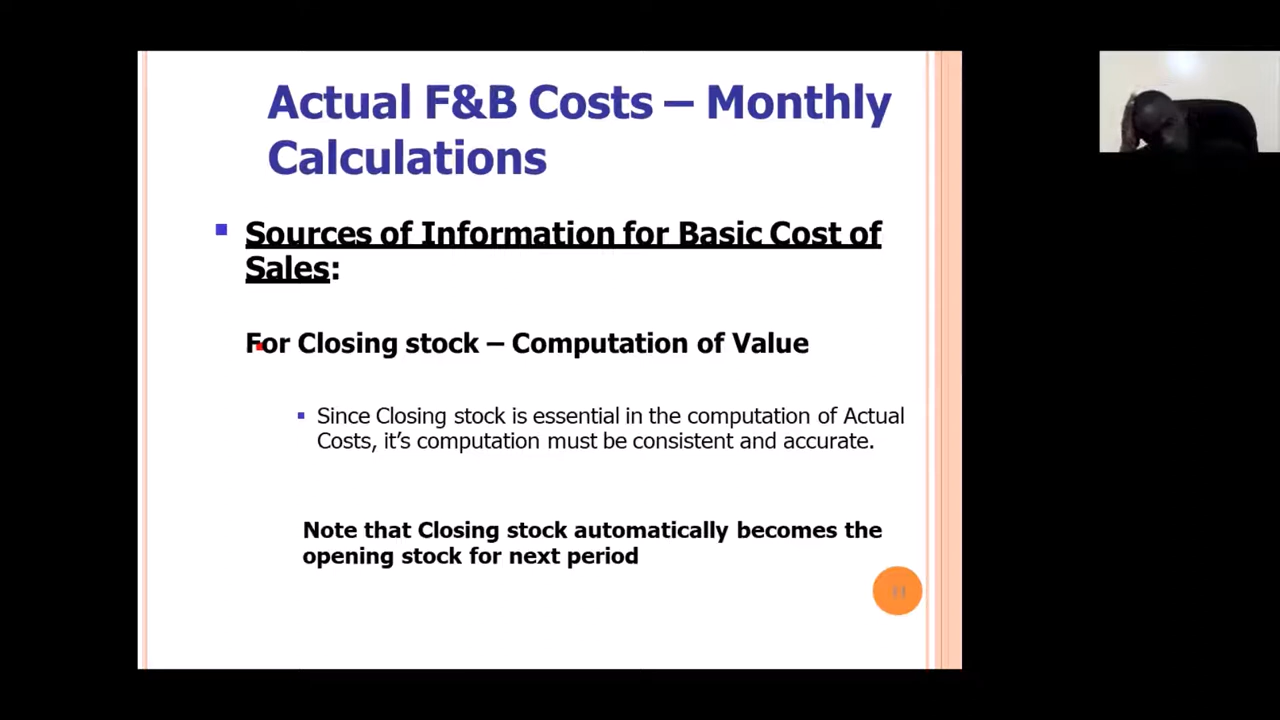 Actual F&B Costs – Monthly
Calculations
Sources of Information for Basic Cost of
Sales:
For Closing stock – Computation of Value
Since Closing stock is essential in the computation of Actual
Costs, it's computation must be consistent and accurate.
Note that Closing stock automatically becomes the
opening stock for next period